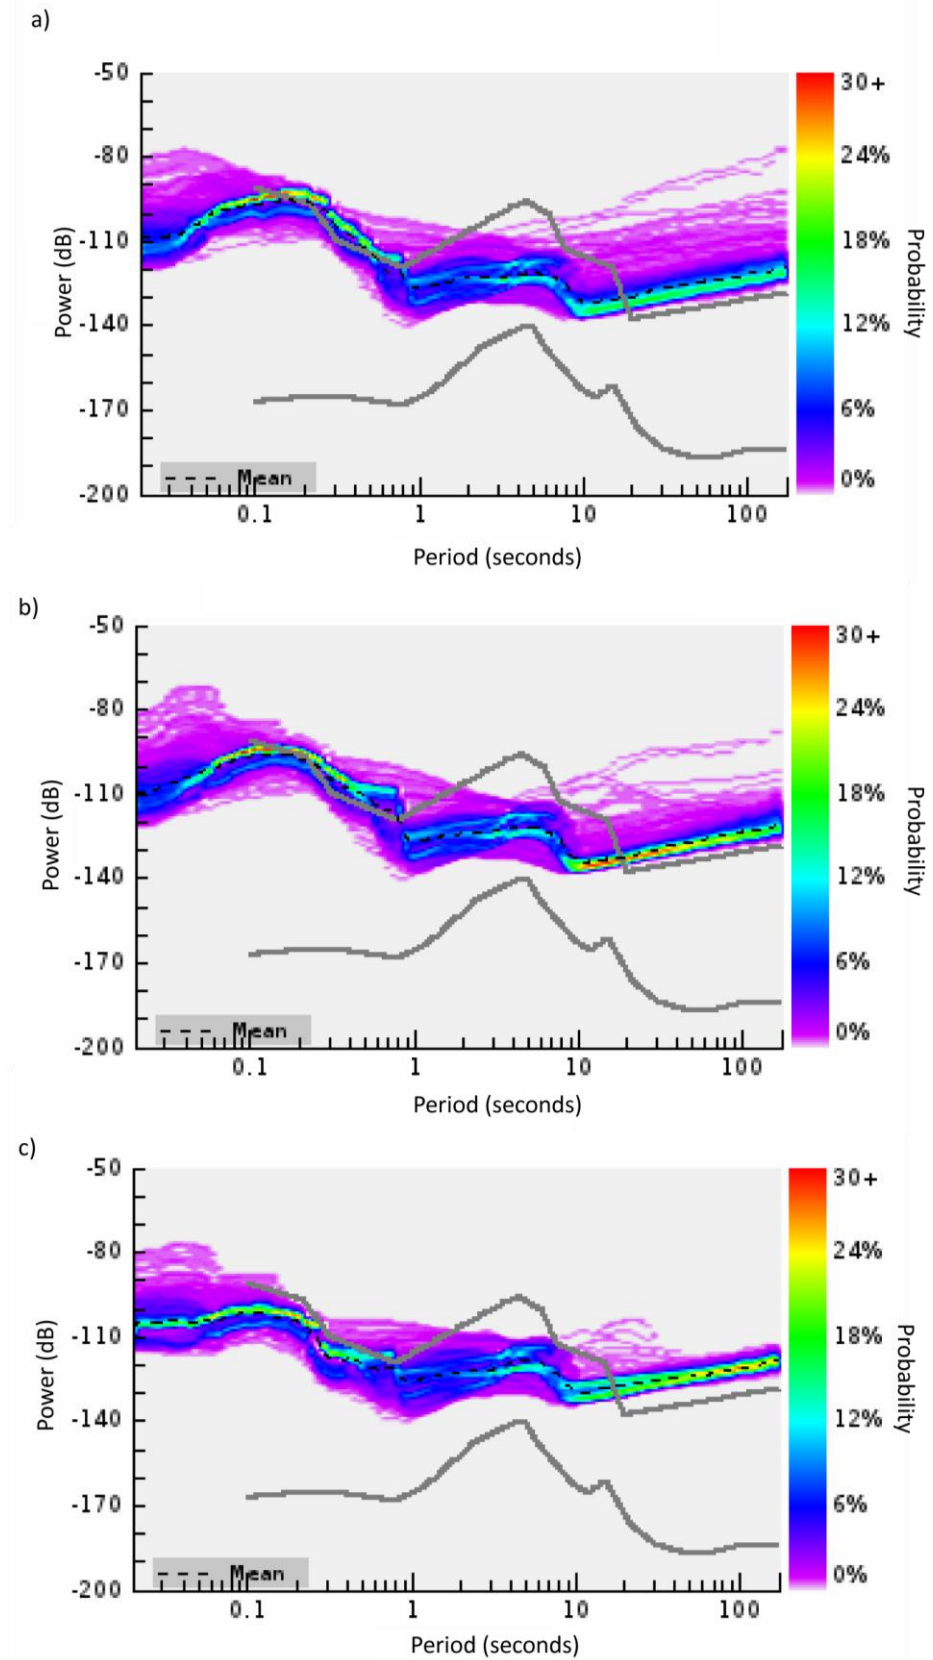 a)
-50
-80
-110
-140
-170
-200
Power (dB)
Mean
0.1 1 10 100
Period (seconds)
30+
24%
18%
12%
6%
0%
Probability
b)
-50
-80
-110
-140
-170
-200
Power (dB)
Mean
0.1 1 10 100
Period (seconds)
30+
24%
18%
12%
6%
0%
Probability
c)
-50
-80
-110
-140
-170
-200
Power (dB)
Mean
0.1 1 10 100
Period (seconds)
30+
24%
18%
12%
6%
0%
Probability